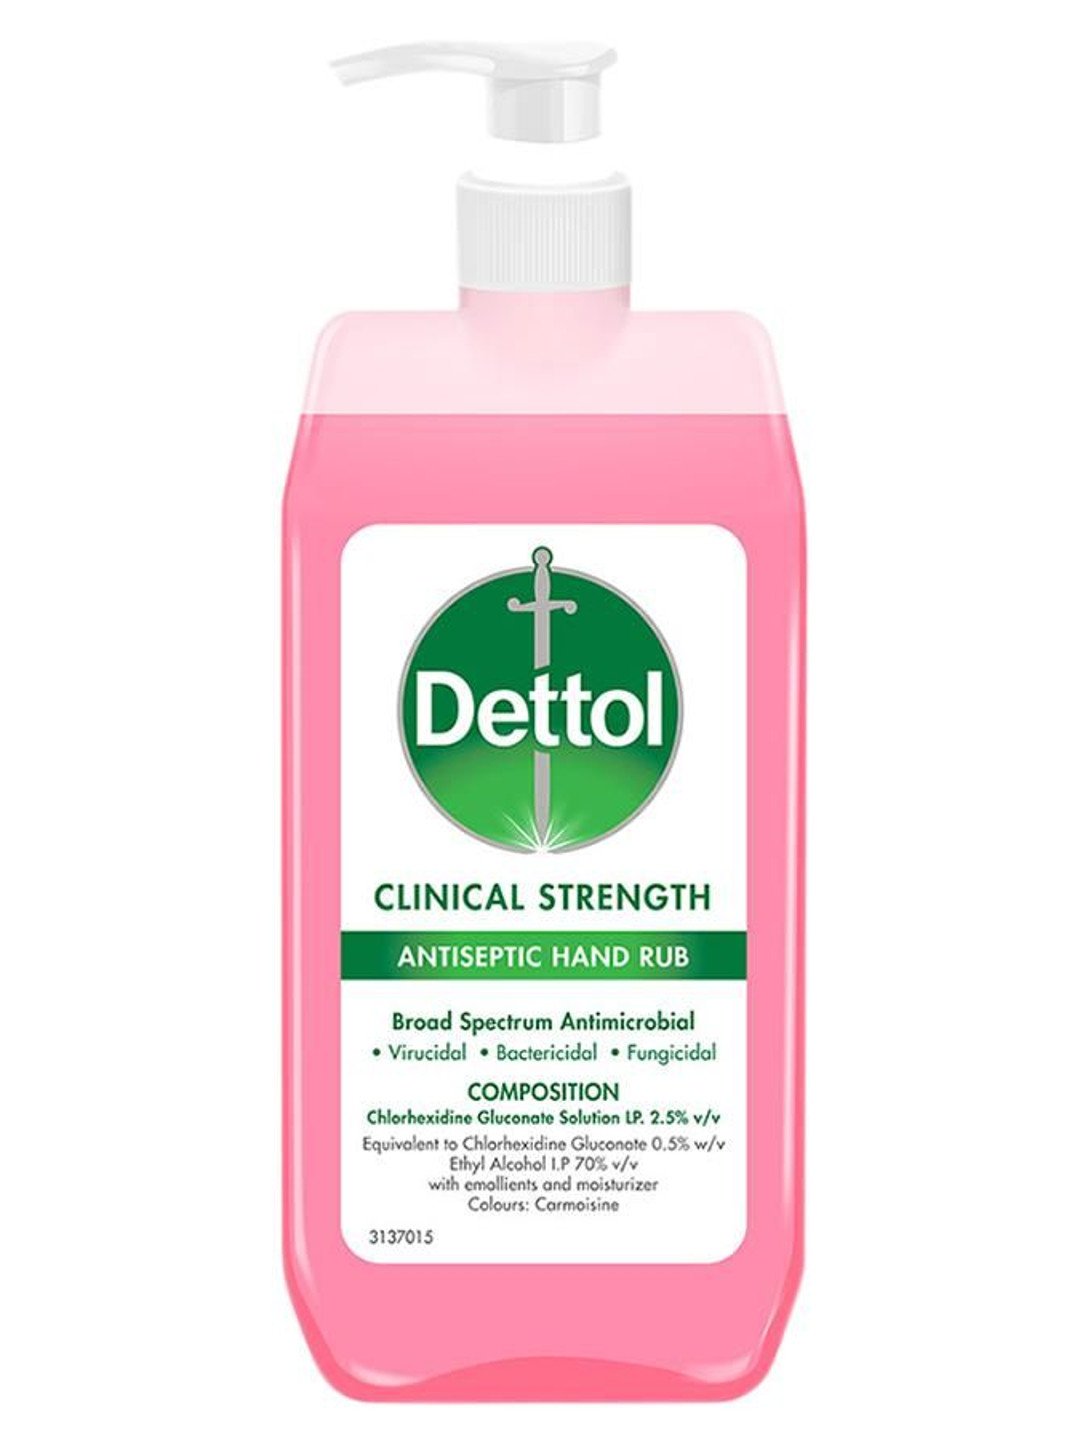 Dettol
CLINICAL STRENGTH
ANTISEPTIC HAND RUB
Broad Spectrum Antimicrobial
• Virucidal • Bactericidal • Fungicidal
COMPOSITION
Chlorhexidine Gluconate Solution I.P. 2.5% v/v
Equivalent to Chlorhexidine Gluconate 0.5% w/v
Ethyl Alcohol I.P 70% v/v
with emollients and moisturizer
Colours: Carmoisine
3137015